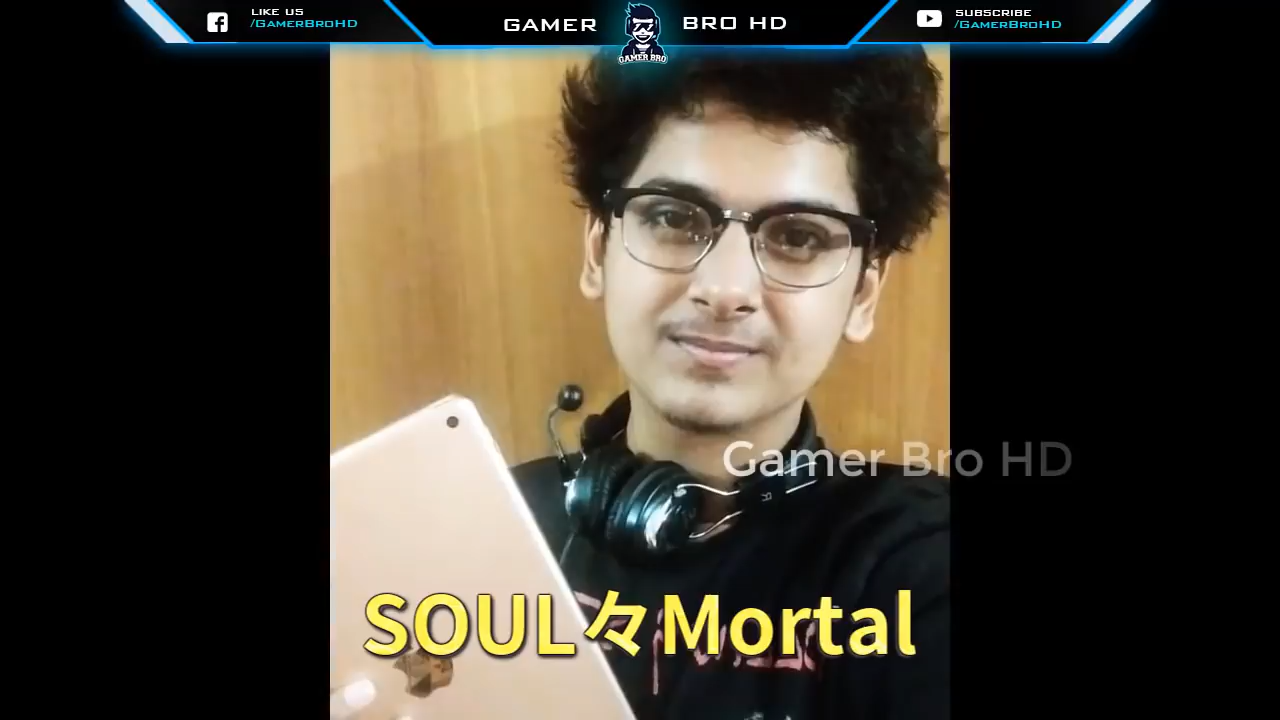 LIKE US
/GamerBroHD
GAMER
BRO HD
GAMER BRO
SUBSCRIBE
/GamerBroHD
Gamer Bro HD
SOUL々Mortal